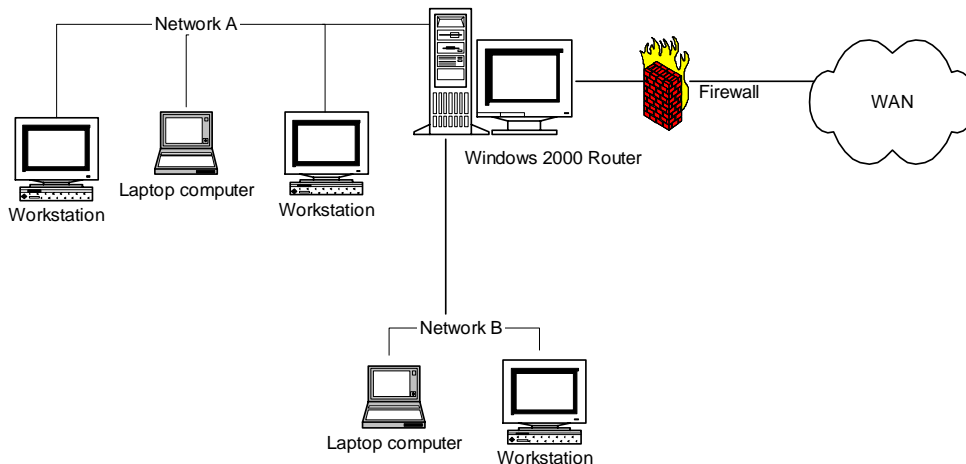 Network A
Firewall
WAN
Windows 2000 Router
Laptop computer
Workstation
Workstation
Network B
Laptop computer
Workstation